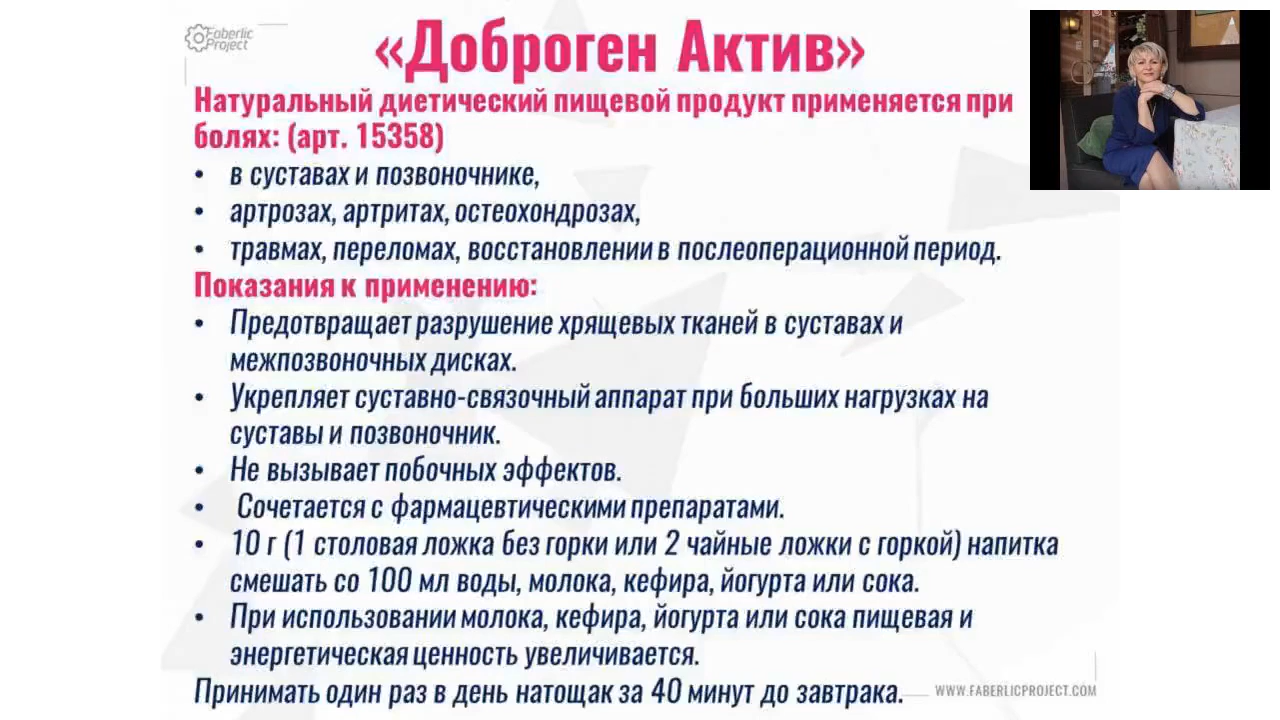 Faberlic
Project
«Доброген Актив»
Натуральный диетический пищевой продукт применяется при
болях: (арт. 15358)
• в суставах и позвоночнике,
• артрозах, артритах, остеохондрозах,
• травмах, переломах, восстановлении в послеоперационной период.
Показания к применению:
• Предотвращает разрушение хрящевых тканей в суставах и
межпозвоночных дисках.
• Укрепляет суставно-связочный аппарат при больших нагрузках на
суставы и позвоночник.
• Не вызывает побочных эффектов.
• Сочетается с фармацевтическими препаратами.
• 10 г (1 столовая ложка без горки или 2 чайные ложки с горкой) напитка
смешать со 100 мл воды, молока, кефира, йогурта или сока.
• При использовании молока, кефира, йогурта или сока пищевая и
энергетическая ценность увеличивается.
Принимать один раз в день натощак за 40 минут до завтрака.
WWW.FABERLICPROJECT.COM